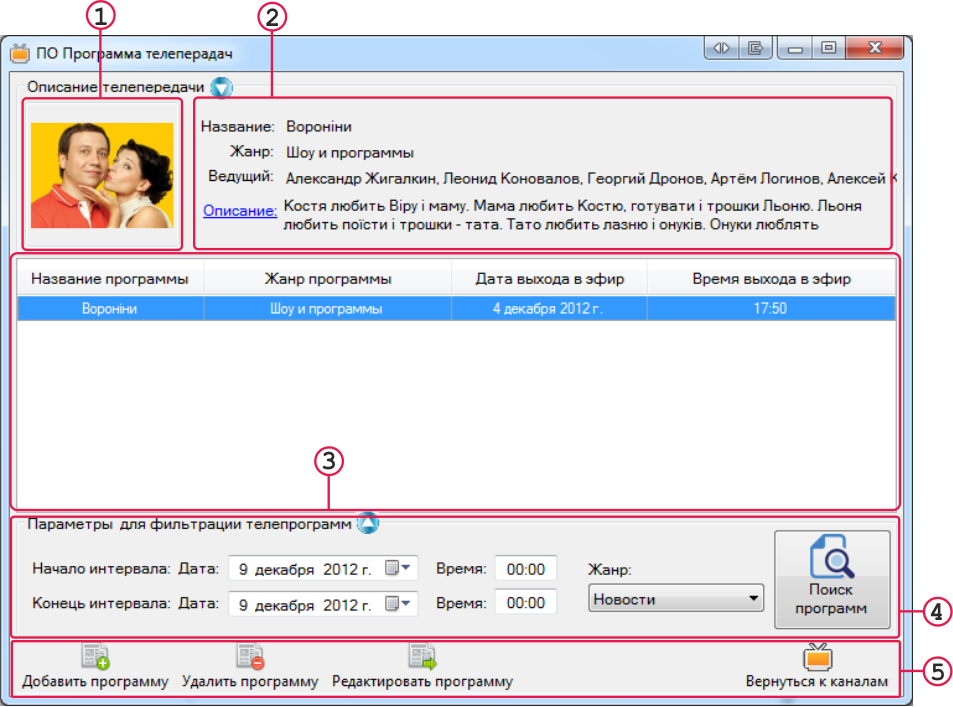 1 2
ПО Программа телеперадач
Описание телепередачи
Название: Вороніни
Жанр: Шоу и программы
Ведущий: Александр Жигалкин, Леонид Коновалов, Георгий Дронов, Артём Логинов, Алексей
Описание: Костя любить Віру і маму. Мама любить Костю, готувати і трошки Льоню. Льоня
любить поїсти і трошки - тата. Тато любить лазню і онуків. Онуки люблять
Название программы Жанр программы Дата выхода в эфир Время выхода в эфир
Вороніни Шоу и программы 4 декабря 2012 г. 17:50
3
Параметры для фильтрации телепрограмм
Начало интервала: Дата: 9 декабря 2012 г. Время: 00:00 Жанр:
Конець интервала: Дата: 9 декабря 2012 г. Время: 00:00 Новости
Поиск
программ
4
Добавить программу Удалить программу Редактировать программу Вернуться к каналам
5